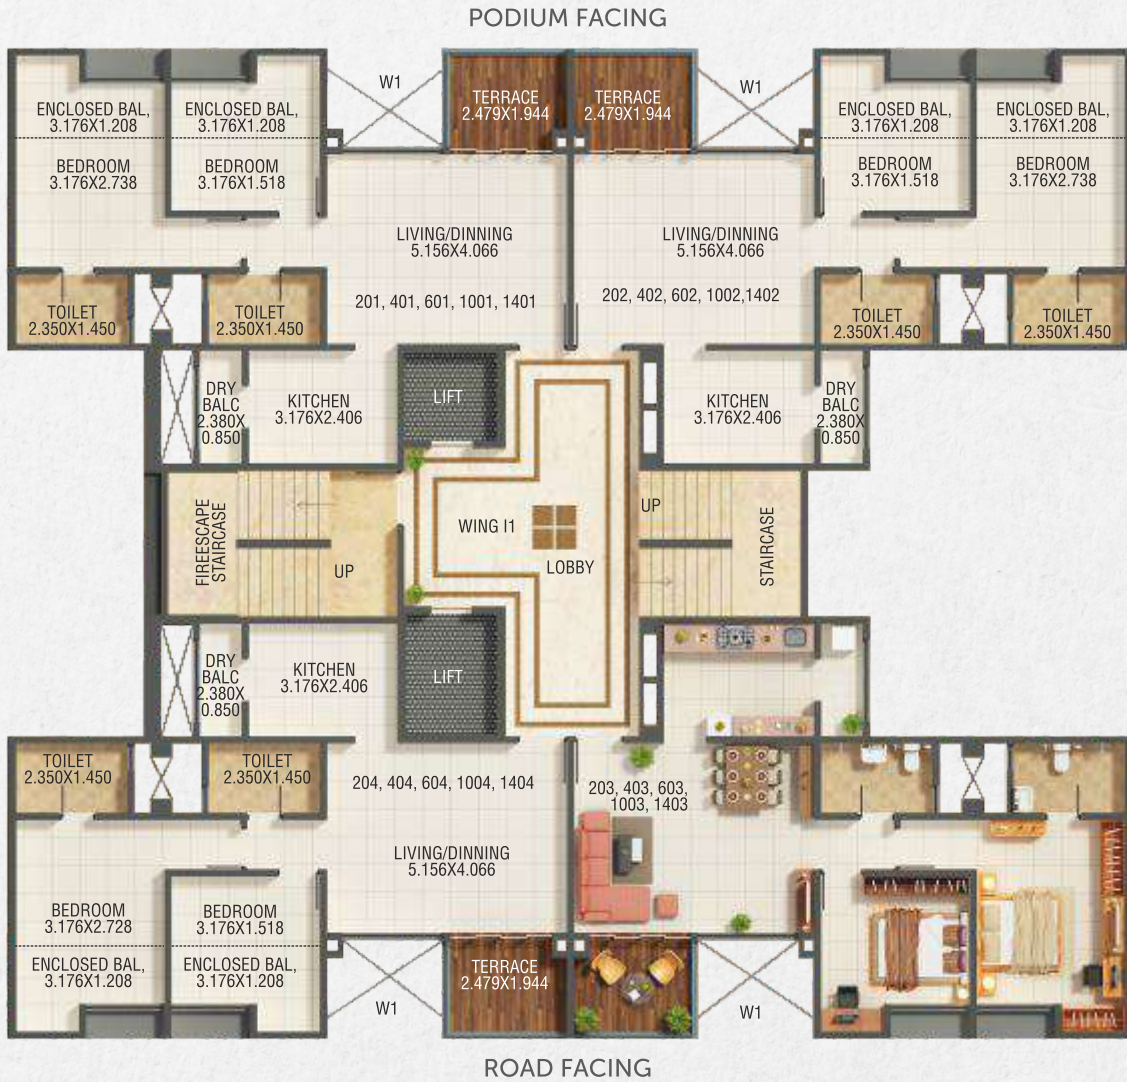 PODIUM FACING
W1
TERRACE
2.479X1.944
TERRACE
2.479X1.944
W1
ENCLOSED BAL,
3.176X1.208
ENCLOSED BAL,
3.176X1.208
ENCLOSED BAL,
3.176X1.208
ENCLOSED BAL,
3.176X1.208
BEDROOM
3.176X2.738
BEDROOM
3.176X1.518
BEDROOM
3.176X1.518
BEDROOM
3.176X2.738
LIVING/DINNING
5.156X4.066
LIVING/DINNING
5.156X4.066
201, 401, 601, 1001, 1401
202, 402, 602, 1002,1402
TOILET
2.350X1.450
TOILET
2.350X1.450
TOILET
2.350X1.450
TOILET
2.350X1.450
DRY
BALC
2.380X
0.850
KITCHEN
3.176X2.406
LIFT
KITCHEN
3.176X2.406
DRY
BALC
2.380X
0.850
FIREESCAPE
STAIRCASE
UP
WING I1
LOBBY
UP
STAIRCASE
DRY
BALC
2.380X
0.850
KITCHEN
3.176X2.406
LIFT
TOILET
2.350X1.450
TOILET
2.350X1.450
204, 404, 604, 1004, 1404
203, 403, 603,
1003, 1403
LIVING/DINNING
5.156X4.066
BEDROOM
3.176X2.728
BEDROOM
3.176X1.518
ENCLOSED BAL,
3.176X1.208
ENCLOSED BAL,
3.176X1.208
W1
TERRACE
2.479X1.944
W1
ROAD FACING